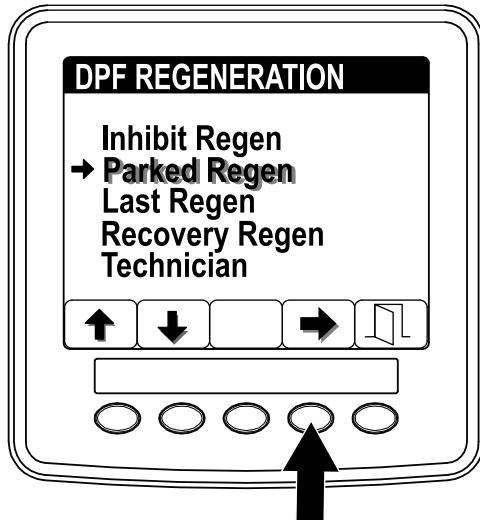 DPF REGENERATION
Inhibit Regen
Parked Regen
Last Regen
Recovery Regen
Technician